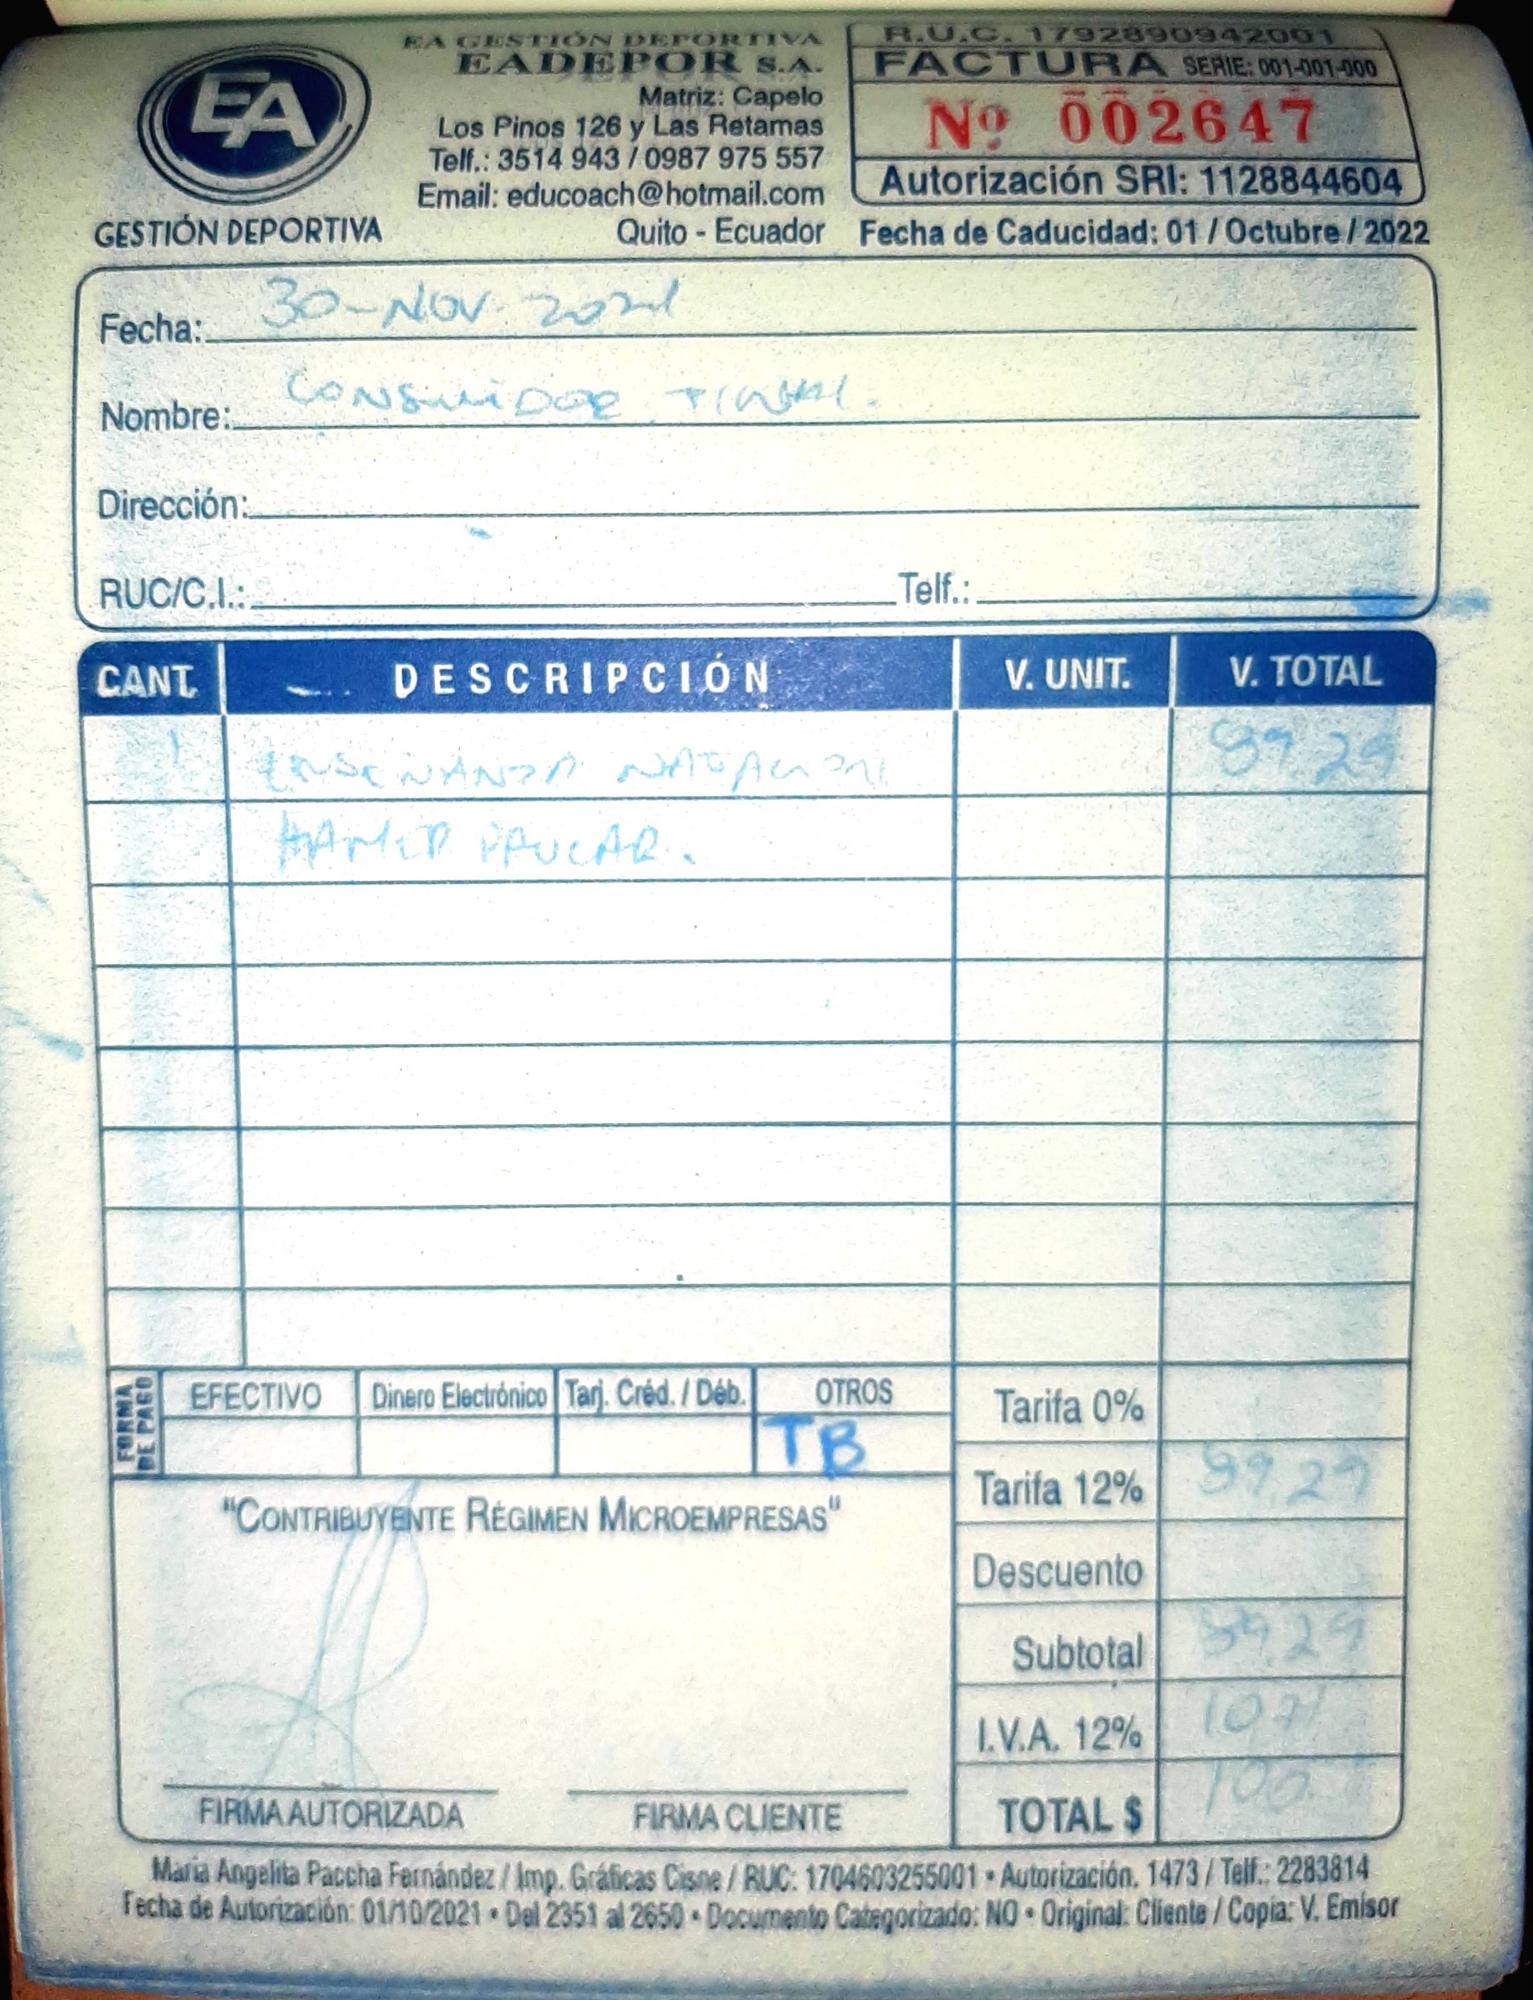 EA
GESTIÓN DEPORTIVA
EA GESTIÓN DEPORTIVA
EADEPOR S.A.
Matriz: Capelo
Los Pinos 126 y Las Retamas
Telf.: 3514 943 / 0987 975 557
Email: educoach@hotmail.com
Quito - Ecuador
R.U.C. 1792890942001
FACTURA SERIE: 001-001-000
Nº 002647
Autorización SRI: 1128844604
Fecha de Caducidad: 01 / Octubre / 2022
Fecha: 30-NOV-2021
Nombre: CONSUMIDOR FINAL.
Dirección:
RUC/C.I.: Telf.:
CANT. DESCRIPCIÓN V. UNIT. V. TOTAL
1 ENSEÑANZA NATACION 89.29
PAUCAR.
FORMA DE PAGO
EFECTIVO Dinero Electrónico Tarj. Créd. / Déb. OTROS
TB
Tarifa 0%
Tarifa 12% 89.29
Descuento
Subtotal 89.29
I.V.A. 12% 10.71
TOTAL $ 100.
"CONTRIBUYENTE RÉGIMEN MICROEMPRESAS"
FIRMA AUTORIZADA FIRMA CLIENTE
Maria Angelita Paccha Fernández / Imp. Gráficas Cisne / RUC: 1704603255001 • Autorización. 1473 / Telf.: 2283814
Fecha de Autorización: 01/10/2021 • Del 2351 al 2650 • Documento Categorizado: NO • Original: Cliente / Copia: V. Emisor